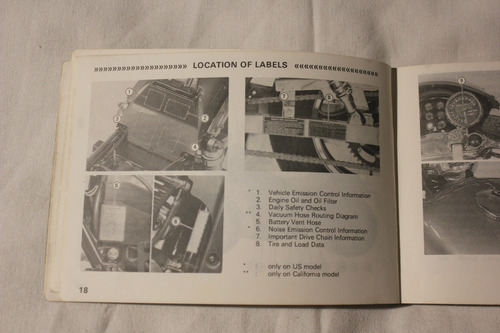 LOCATION OF LABELS
* 1. Vehicle Emission Control Information
2. Engine Oil and Oil Filter
3. Daily Safety Checks
** 4. Vacuum Hose Routing Diagram
5. Battery Vent Hose
* 6. Noise Emission Control Information
7. Important Drive Chain Information
8. Tire and Load Data
* : only on US model
** : only on California model
18